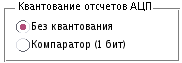 Квантование отсчетов АЦП
Без квантования
Компаратор (1 бит)